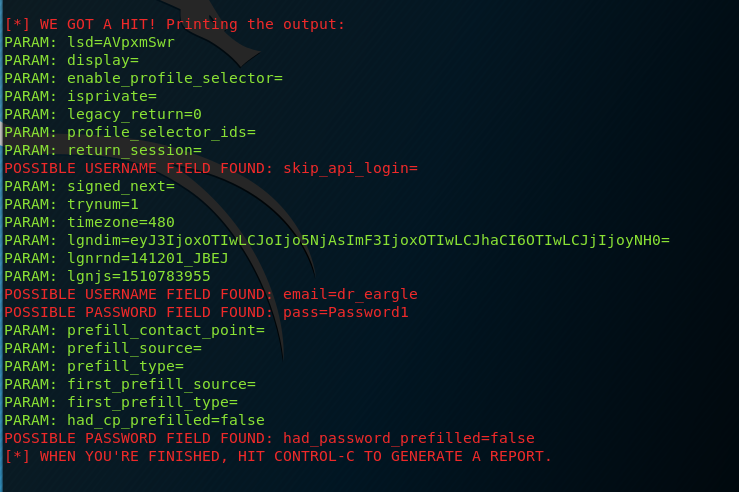 [*] WE GOT A HIT! Printing the output:
PARAM: lsd=AVpxmSwr
PARAM: display=
PARAM: enable_profile_selector=
PARAM: isprivate=
PARAM: legacy_return=0
PARAM: profile_selector_ids=
PARAM: return_session=
POSSIBLE USERNAME FIELD FOUND: skip_api_login=
PARAM: signed_next=
PARAM: trynum=1
PARAM: timezone=480
PARAM: lgndim=eyJ3IjoxOTIwLCJoIjo5NjAsImF3IjoxOTIwLCJhaCI6OTIwLCJjIjoyNH0=
PARAM: lgnrnd=141201_JBEJ
PARAM: lgnjs=1510783955
POSSIBLE USERNAME FIELD FOUND: email=dr_eargle
POSSIBLE PASSWORD FIELD FOUND: pass=Password1
PARAM: prefill_contact_point=
PARAM: prefill_source=
PARAM: prefill_type=
PARAM: first_prefill_source=
PARAM: first_prefill_type=
PARAM: had_cp_prefilled=false
POSSIBLE PASSWORD FIELD FOUND: had_password_prefilled=false
[*] WHEN YOU'RE FINISHED, HIT CONTROL-C TO GENERATE A REPORT.